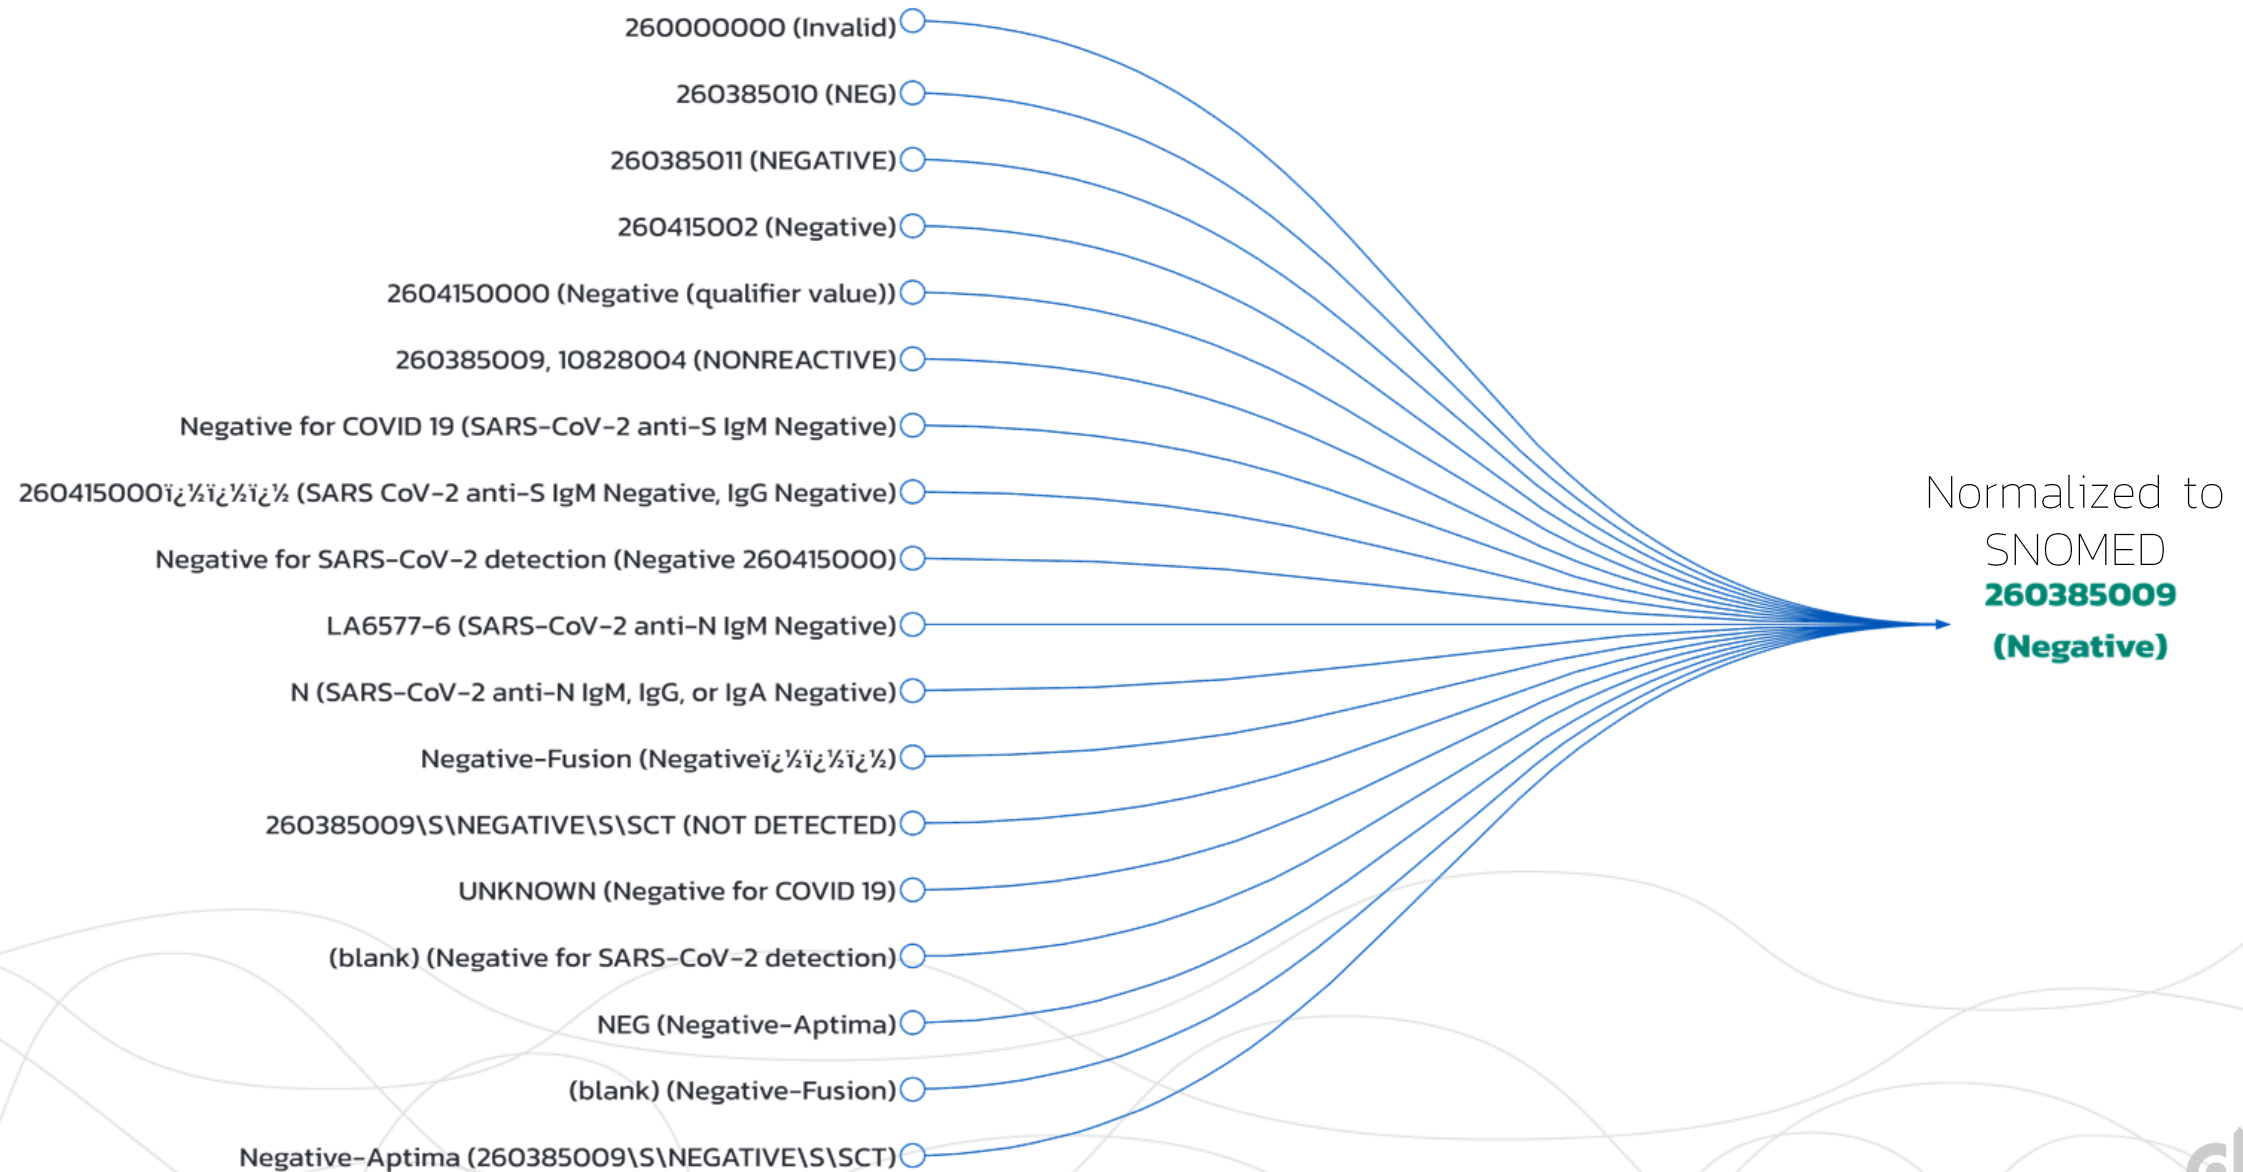 260000000 (Invalid)
260385010 (NEG)
260385011 (NEGATIVE)
260415002 (Negative)
2604150000 (Negative (qualifier value))
260385009, 10828004 (NONREACTIVE)
Negative for COVID 19 (SARS-CoV-2 anti-S IgM Negative)
260415000ï¿½ï¿½ï¿½ (SARS CoV-2 anti-S IgM Negative, IgG Negative)
Negative for SARS-CoV-2 detection (Negative 260415000)
LA6577-6 (SARS-CoV-2 anti-N IgM Negative)
N (SARS-CoV-2 anti-N IgM, IgG, or IgA Negative)
Negative-Fusion (Negativeï¿½ï¿½ï¿½)
260385009\S\NEGATIVE\S\SCT (NOT DETECTED)
UNKNOWN (Negative for COVID 19)
(blank) (Negative for SARS-CoV-2 detection)
NEG (Negative-Aptima)
(blank) (Negative-Fusion)
Negative-Aptima (260385009\S\NEGATIVE\S\SCT)
Normalized to
SNOMED
260385009
(Negative)